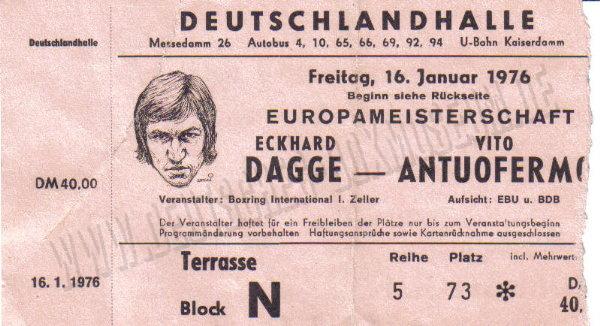 DEUTSCHLANDHALLE
Deutschlandhalle
Messedamm 26 Autobus 4, 10, 65, 66, 69, 92, 94 U-Bahn Kaiserdamm
Freitag, 16. Januar 1976
Beginn siehe Rückseite
EUROPAMEISTERSCHAFT
ECKHARD VITO
DAGGE — ANTUOFERMO
DM 40,00
Veranstalter: Boxring International I. Zeller Aufsicht: EBU u. BDB
Der Veranstalter haftet für ein Freibleiben der Plätze nur bis zum Veranstaltungsbeginn
Programmänderung vorbehalten Haftungsansprüche sowie Kartenrücknahme ausgeschlossen
Terrasse Reihe Platz incl. Mehrwert
16. 1. 1976
Block N 5 73 * D.
40,